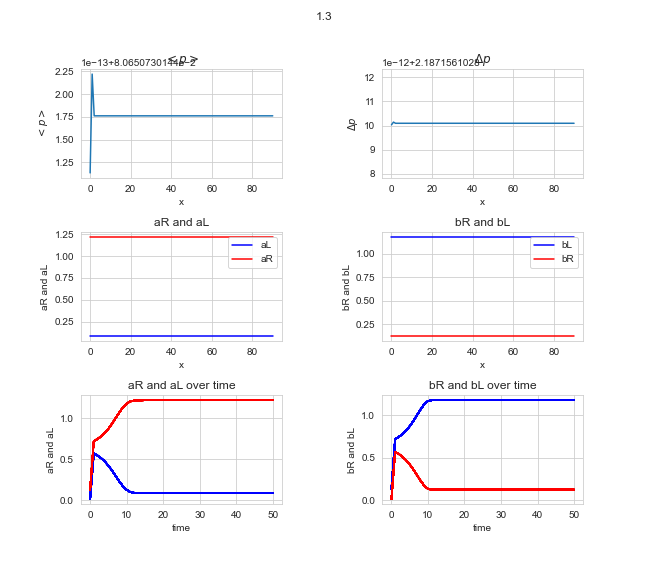 1.3
< p >
1e−13+8.0650730144e−2
2.25
2.00
1.75
1.50
1.25
< p >
0 20 40 60 80
x
Δp
12
11
10
9
8
Δp
0 20 40 60 80
x
aR and aL
1.25
1.00
0.75
0.50
0.25
aR and aL
aL
aR
0 20 40 60 80
x
bR and bL
1.00
0.75
0.50
0.25
bR and bL
bL
bR
0 20 40 60 80
x
aR and aL over time
1.0
0.5
0.0
aR and aL
0 10 20 30 40 50
time
bR and bL over time
1.0
0.5
0.0
bR and bL
0 10 20 30 40 50
time